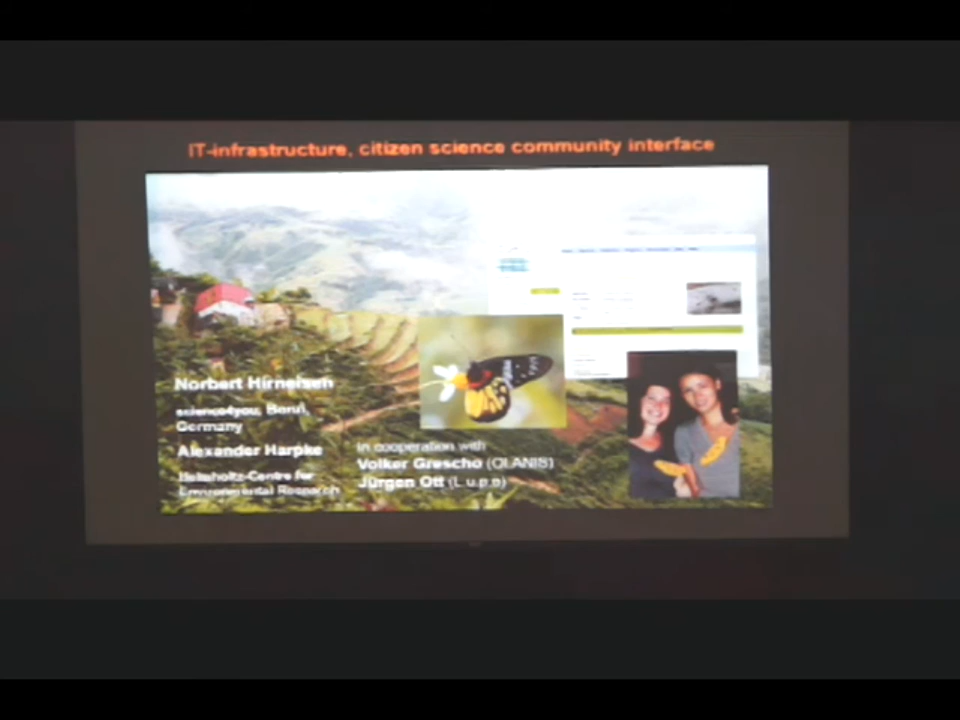 IT-infrastructure, citizen science community interface
Norbert Hirneisen
science4you, Bonn,
Germany
Alexander Harpke
Helmholtz-Centre for
Environmental Research
In cooperation with
Volker Grescho (OLANIS)
Jürgen Ott (L.u.p.o)